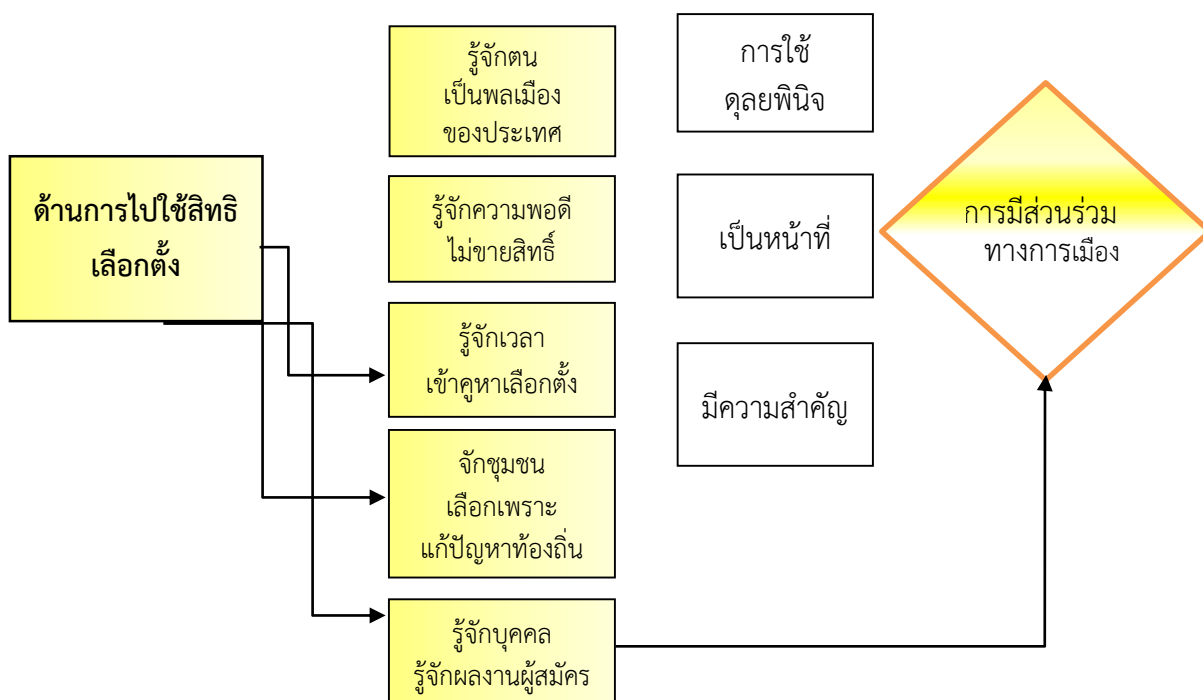 ด้านการไปใช้สิทธิ
เลือกตั้ง
รู้จักตน
เป็นพลเมือง
ของประเทศ
รู้จักความพอดี
ไม่ขายสิทธิ์
รู้จักเวลา
เข้าคูหาเลือกตั้ง
จักชุมชน
เลือกเพราะ
แก้ปัญหาท้องถิ่น
รู้จักบุคคล
รู้จักผลงานผู้สมัคร
การใช้
ดุลยพินิจ
เป็นหน้าที่
มีความสำคัญ
การมีส่วนร่วม
ทางการเมือง